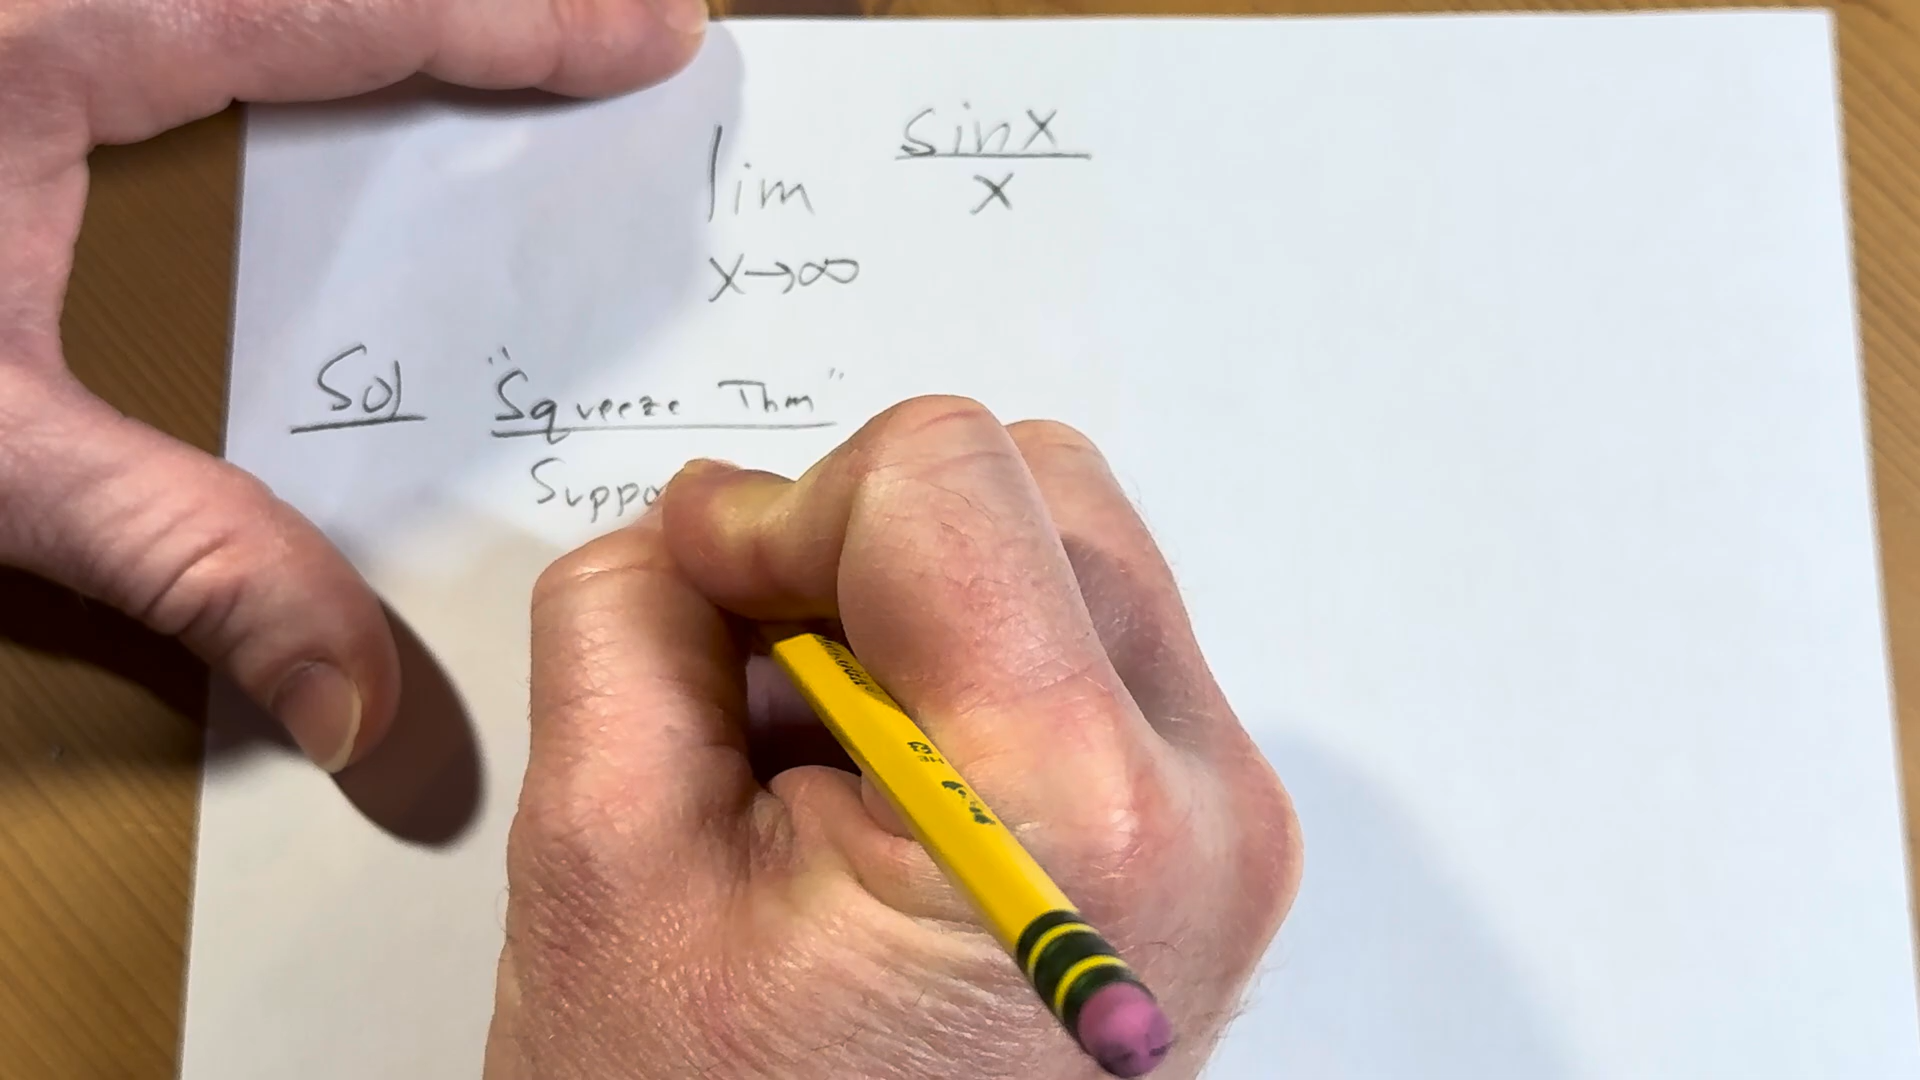 lim sinx/x
x→∞
Sol "Squeeze Thm"